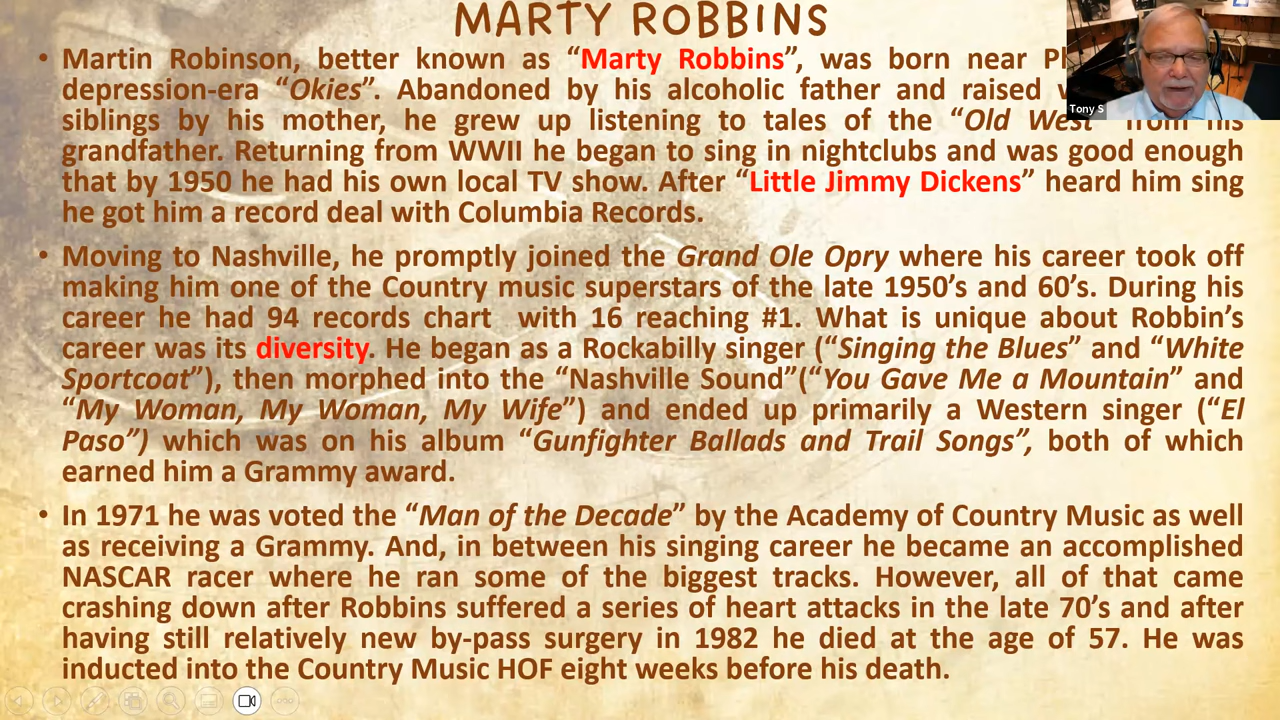 MARTY ROBBINS
• Martin Robinson, better known as “Marty Robbins”, was born near
depression-era “Okies”. Abandoned by his alcoholic father and raised
siblings by his mother, he grew up listening to tales of the “Old West” from his
grandfather. Returning from WWII he began to sing in nightclubs and was good enough
that by 1950 he had his own local TV show. After “Little Jimmy Dickens” heard him sing
he got him a record deal with Columbia Records.
• Moving to Nashville, he promptly joined the Grand Ole Opry where his career took off
making him one of the Country music superstars of the late 1950’s and 60’s. During his
career he had 94 records chart with 16 reaching #1. What is unique about Robbin’s
career was its diversity. He began as a Rockabilly singer (“Singing the Blues” and “White
Sportcoat”), then morphed into the “Nashville Sound”(“You Gave Me a Mountain” and
“My Woman, My Woman, My Wife”) and ended up primarily a Western singer (“El
Paso”) which was on his album “Gunfighter Ballads and Trail Songs”, both of which
earned him a Grammy award.
• In 1971 he was voted the “Man of the Decade” by the Academy of Country Music as well
as receiving a Grammy. And, in between his singing career he became an accomplished
NASCAR racer where he ran some of the biggest tracks. However, all of that came
crashing down after Robbins suffered a series of heart attacks in the late 70’s and after
having still relatively new by-pass surgery in 1982 he died at the age of 57. He was
inducted into the Country Music HOF eight weeks before his death.
Tony S